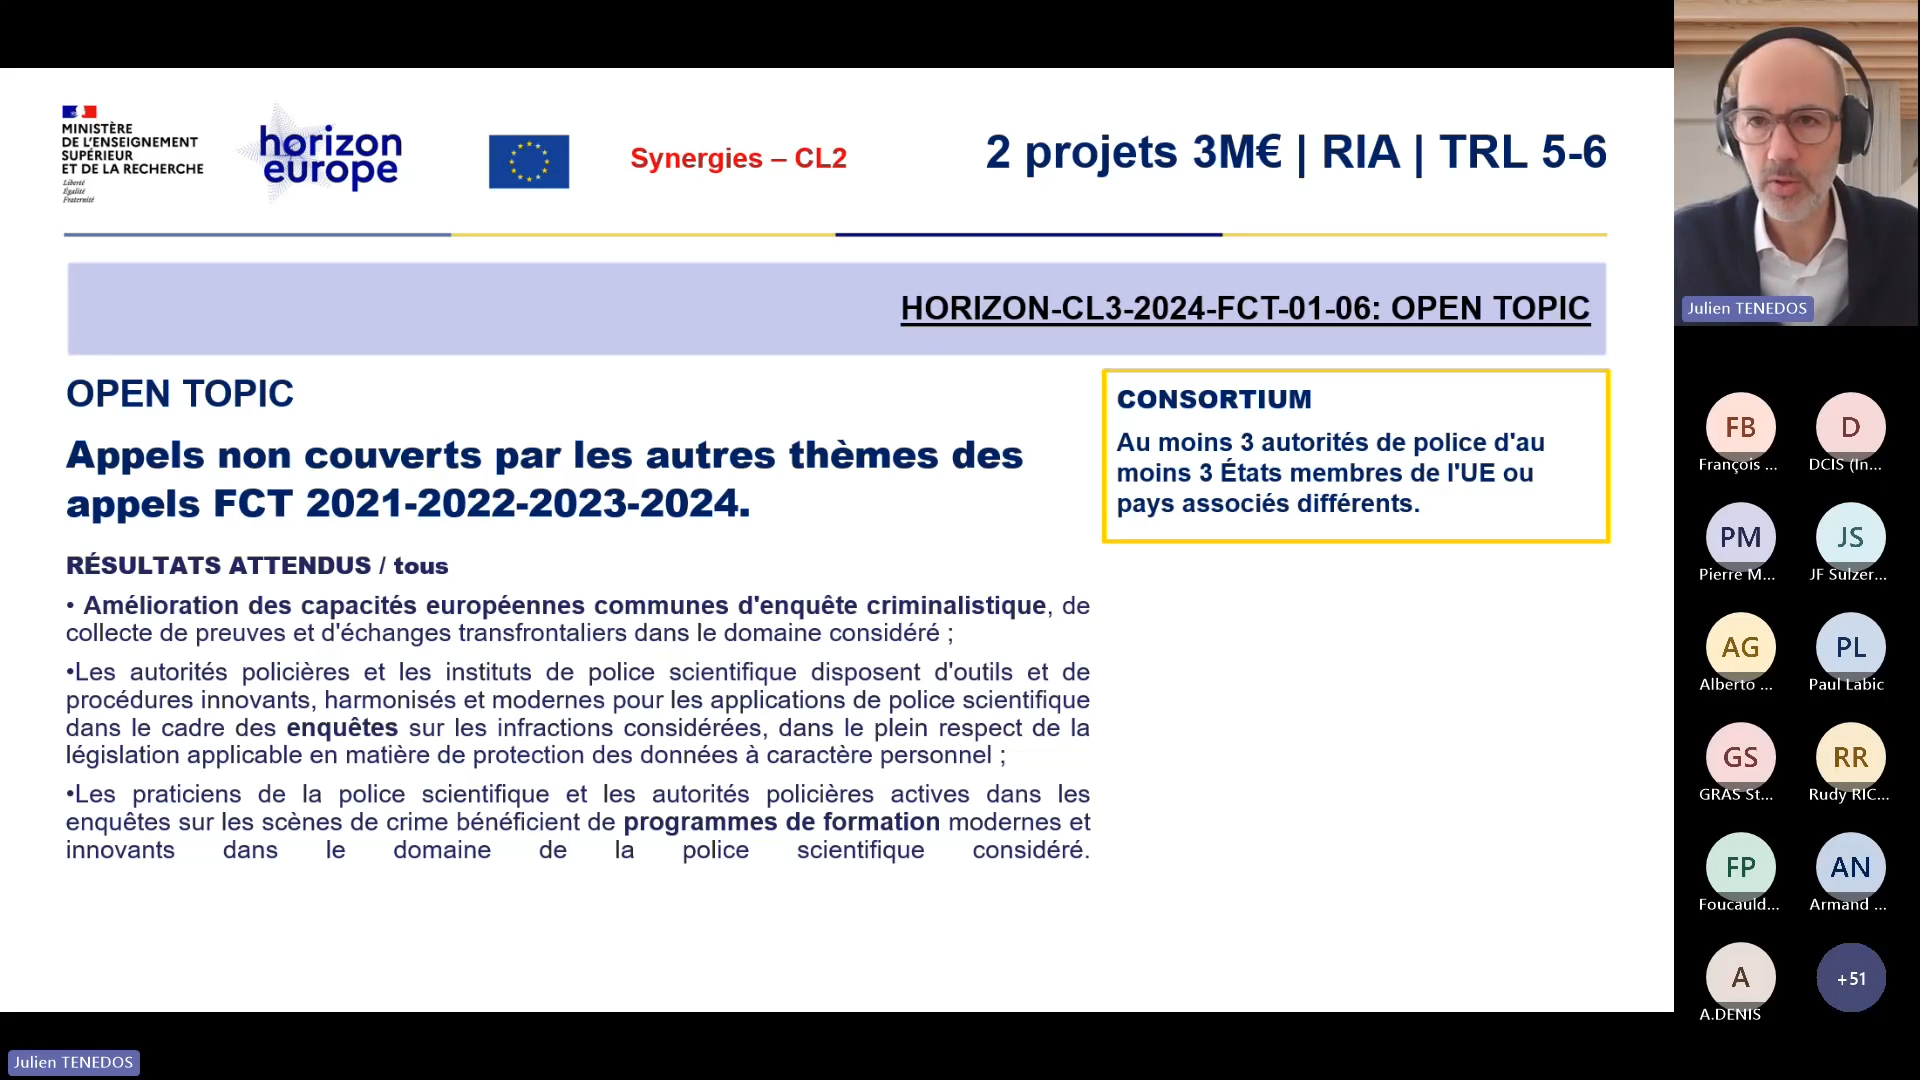 MINISTÈRE
DE L'ENSEIGNEMENT
SUPÉRIEUR
ET DE LA RECHERCHE
Liberté
Égalité
Fraternité
horizon
europe
Synergies – CL2
2 projets 3M€ | RIA | TRL 5-6
HORIZON-CL3-2024-FCT-01-06: OPEN TOPIC
OPEN TOPIC
Appels non couverts par les autres thèmes des
appels FCT 2021-2022-2023-2024.
RÉSULTATS ATTENDUS / tous
• Amélioration des capacités européennes communes d'enquête criminalistique, de
collecte de preuves et d'échanges transfrontaliers dans le domaine considéré ;
•Les autorités policières et les instituts de police scientifique disposent d'outils et de
procédures innovants, harmonisés et modernes pour les applications de police scientifique
dans le cadre des enquêtes sur les infractions considérées, dans le plein respect de la
législation applicable en matière de protection des données à caractère personnel ;
•Les praticiens de la police scientifique et les autorités policières actives dans les
enquêtes sur les scènes de crime bénéficient de programmes de formation modernes et
innovants dans le domaine de la police scientifique considéré.
CONSORTIUM
Au moins 3 autorités de police d'au
moins 3 États membres de l'UE ou
pays associés différents.
Julien TENEDOS
FB
François ...
D
DCIS (In...
PM
Pierre M...
JS
JF Sulzer...
AG
Alberto ...
PL
Paul Labic
GS
GRAS St...
RR
Rudy RIC...
FP
Foucauld...
AN
Armand ...
A
A.DENIS
+51
Julien TENEDOS